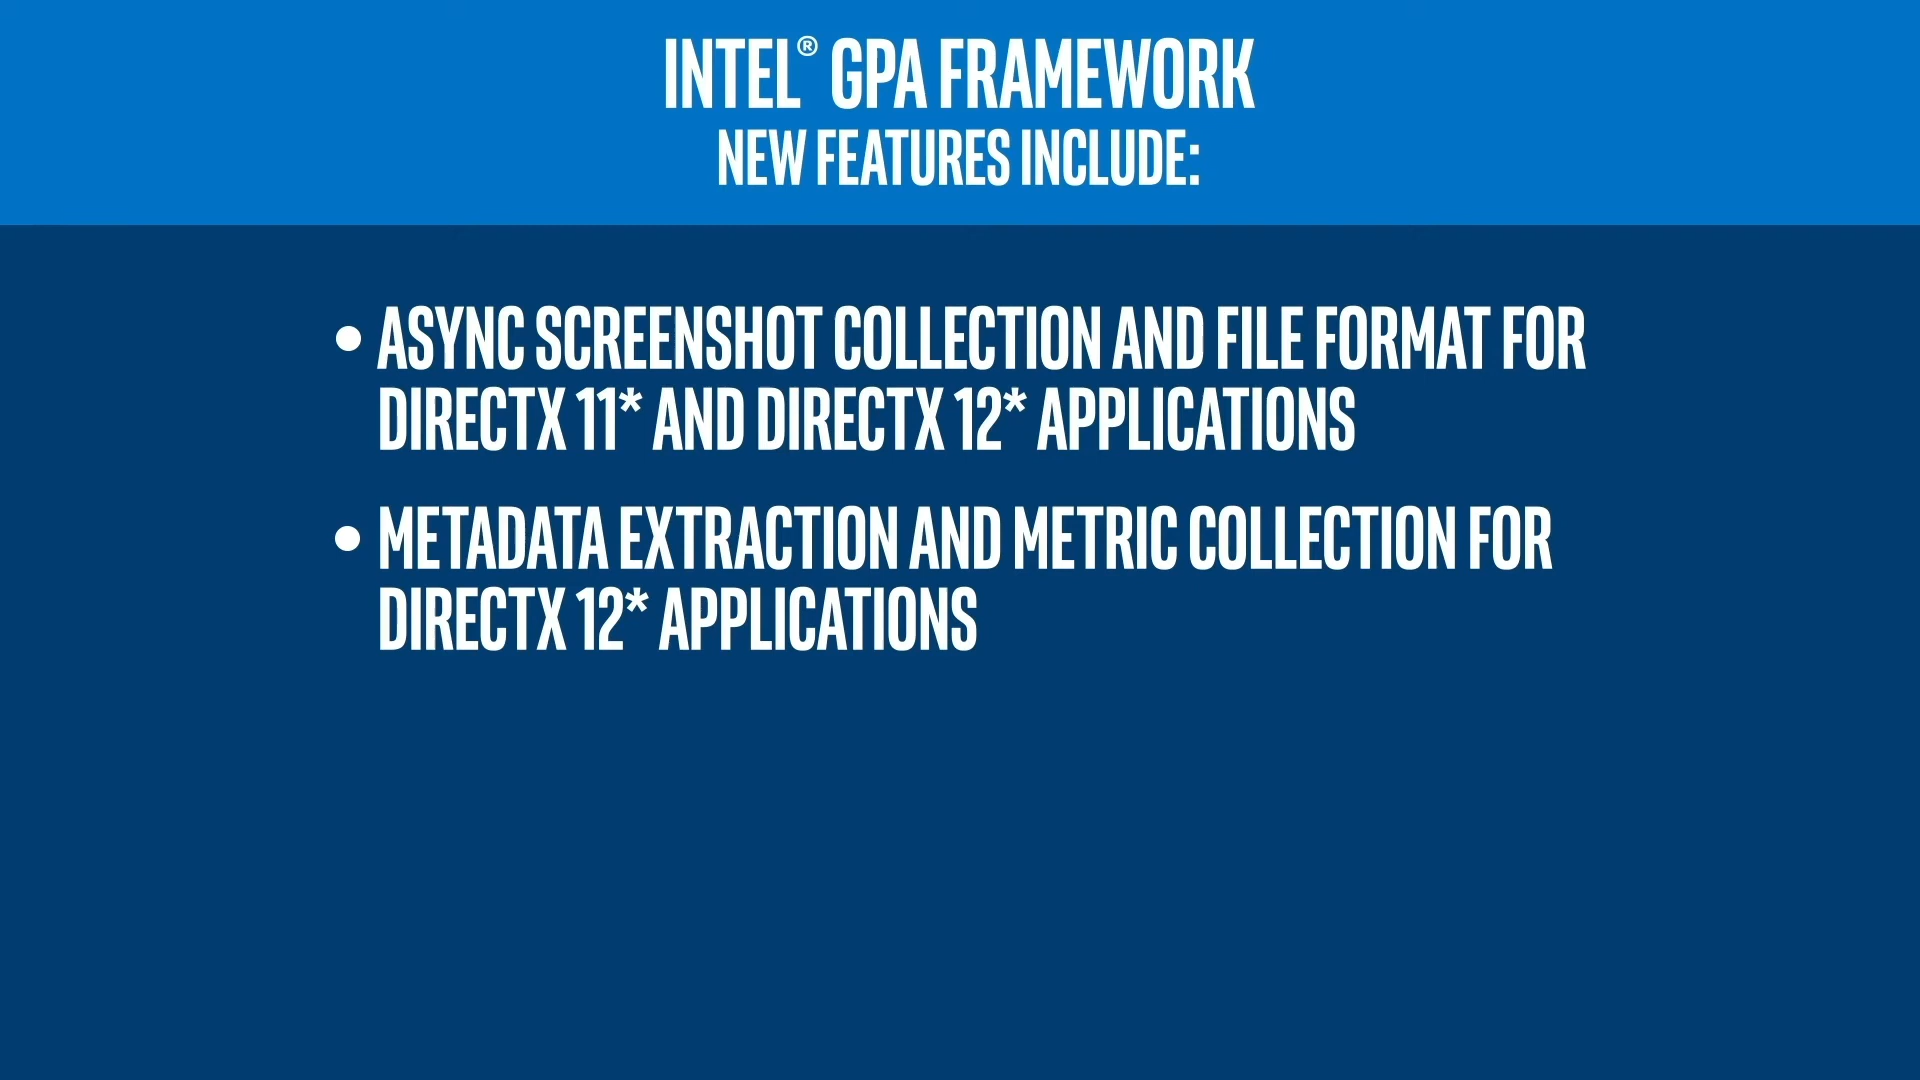 INTEL® GPA FRAMEWORK
NEW FEATURES INCLUDE:
• ASYNC SCREENSHOT COLLECTION AND FILE FORMAT FOR
DIRECTX 11* AND DIRECTX 12* APPLICATIONS
• METADATA EXTRACTION AND METRIC COLLECTION FOR
DIRECTX 12* APPLICATIONS